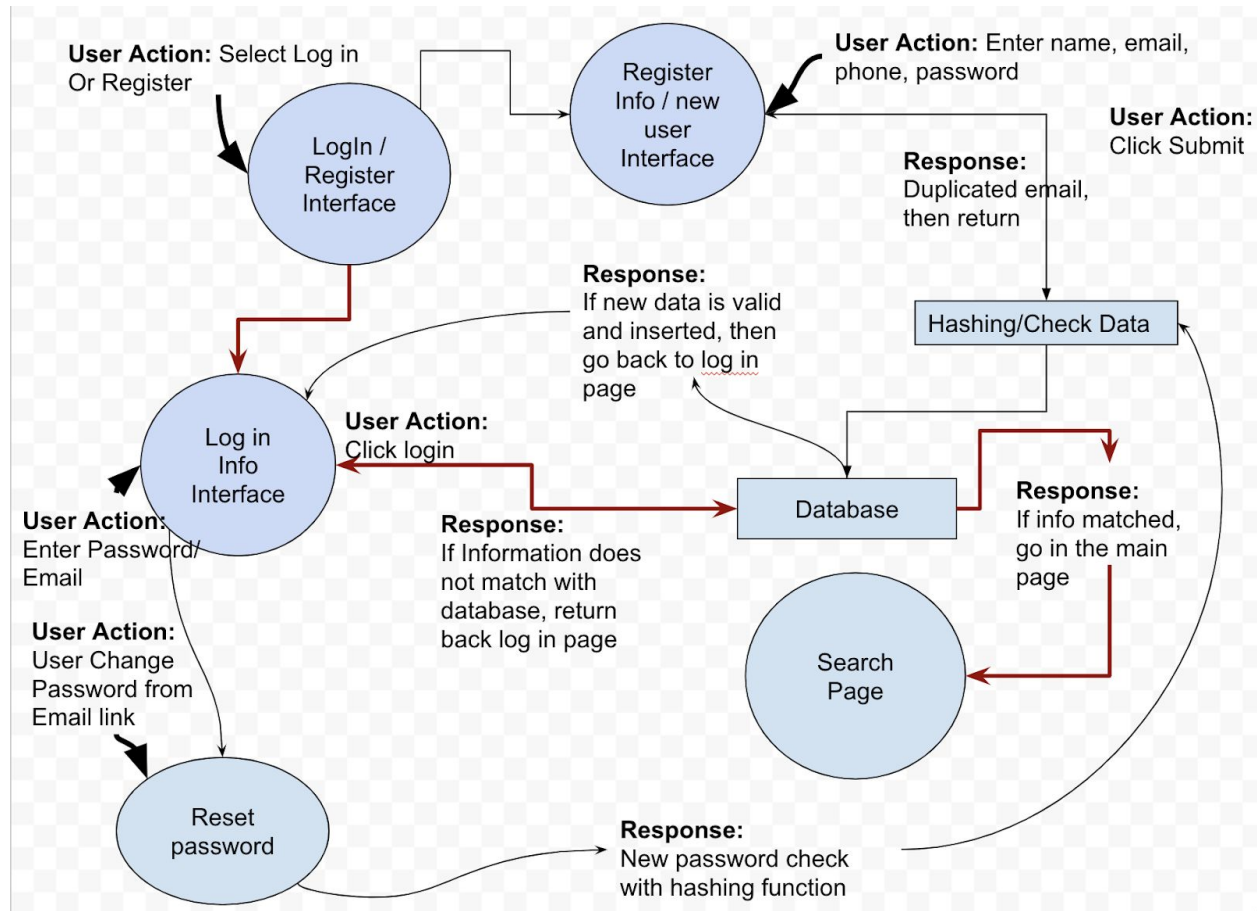 User Action: Select Log in
Or Register
LogIn /
Register
Interface
Register
Info / new
user
Interface
User Action: Enter name, email,
phone, password
User Action:
Click Submit
Response:
Duplicated email,
then return
Response:
If new data is valid
and inserted, then
go back to log in
page
Hashing/Check Data
Log in
Info
Interface
User Action:
Click login
User Action:
Enter Password/
Email
Response:
If Information does
not match with
database, return
back log in page
Database
Response:
If info matched,
go in the main
page
Search
Page
User Action:
User Change
Password from
Email link
Reset
password
Response:
New password check
with hashing function